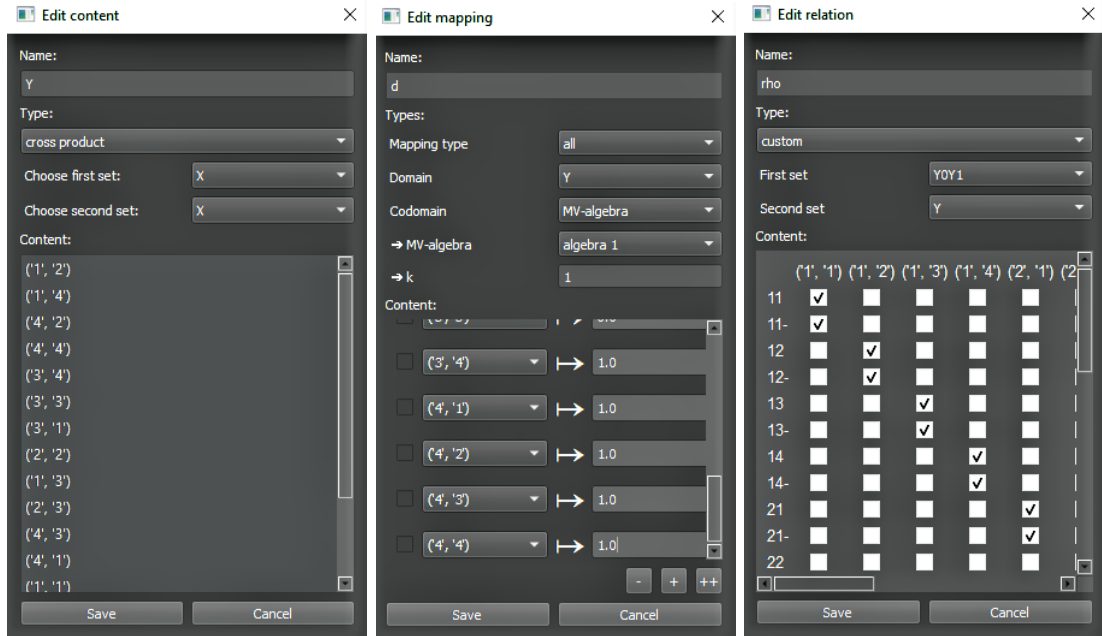 Edit content
Name:
Y
Type:
cross product
Choose first set: X
Choose second set: X
Content:
('1', '2')
('1', '4')
('4', '2')
('4', '4')
('3', '4')
('3', '3')
('3', '1')
('2', '2')
('1', '3')
('2', '3')
('4', '3')
('4', '1')
('1', '1')
Save Cancel
Edit mapping
Name:
d
Types:
Mapping type all
Domain Y
Codomain MV-algebra
➔ MV-algebra algebra 1
➔ k 1
Content:
('3', '4') ↦ 1.0
('4', '1') ↦ 1.0
('4', '2') ↦ 1.0
('4', '3') ↦ 1.0
('4', '4') ↦ 1.0
- + ++
Save Cancel
Edit relation
Name:
rho
Type:
custom
First set Y0Y1
Second set Y
Content:
('1', '1') ('1', '2') ('1', '3') ('1', '4') ('2', '1') ('2
11
11-
12
12-
13
13-
14
14-
21
21-
22
Save Cancel